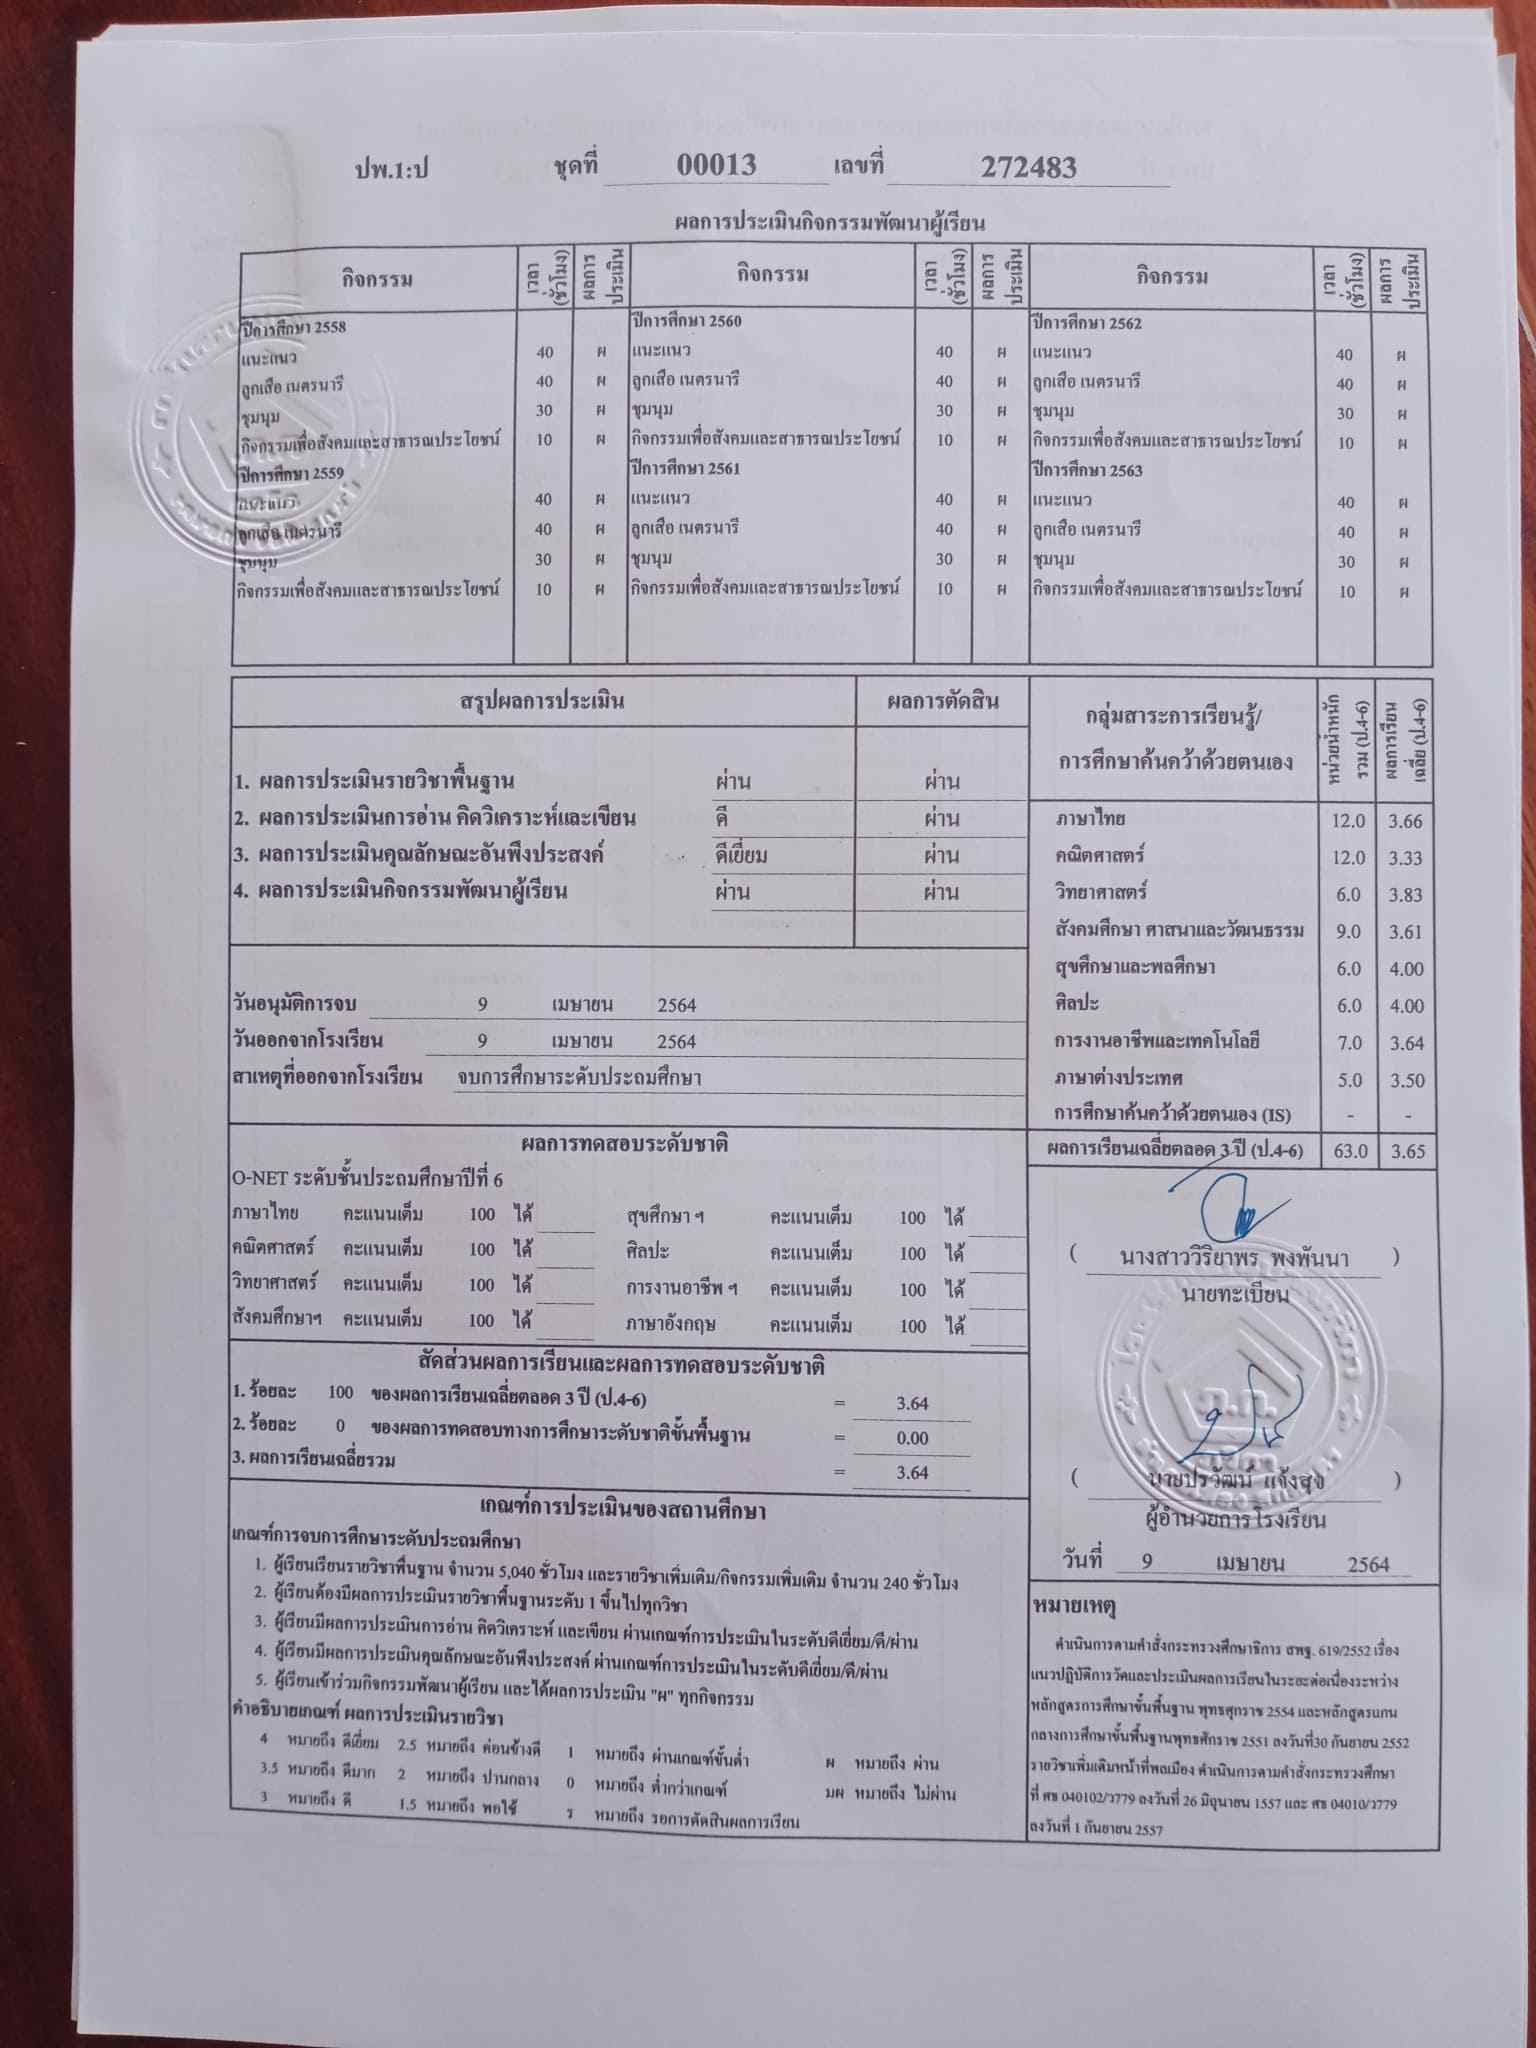 ปพ.1:ป ชุดที่ 00013 เลขที่ 272483
ผลการประเมินกิจกรรมพัฒนาผู้เรียน
กิจกรรม เวลา (ชั่วโมง) ผลการประเมิน กิจกรรม เวลา (ชั่วโมง) ผลการประเมิน กิจกรรม เวลา (ชั่วโมง) ผลการประเมิน
ปีการศึกษา 2558 ปีการศึกษา 2560 ปีการศึกษา 2562
แนะแนว 40 ผ แนะแนว 40 ผ แนะแนว 40 ผ
ลูกเสือ เนตรนารี 40 ผ ลูกเสือ เนตรนารี 40 ผ ลูกเสือ เนตรนารี 40 ผ
ชุมนุม 30 ผ ชุมนุม 30 ผ ชุมนุม 30 ผ
กิจกรรมเพื่อสังคมและสาธารณประโยชน์ 10 ผ กิจกรรมเพื่อสังคมและสาธารณประโยชน์ 10 ผ กิจกรรมเพื่อสังคมและสาธารณประโยชน์ 10 ผ
ปีการศึกษา 2559 ปีการศึกษา 2561 ปีการศึกษา 2563
แนะแนว 40 ผ แนะแนว 40 ผ แนะแนว 40 ผ
ลูกเสือ เนตรนารี 40 ผ ลูกเสือ เนตรนารี 40 ผ ลูกเสือ เนตรนารี 40 ผ
ชุมนุม 30 ผ ชุมนุม 30 ผ ชุมนุม 30 ผ
กิจกรรมเพื่อสังคมและสาธารณประโยชน์ 10 ผ กิจกรรมเพื่อสังคมและสาธารณประโยชน์ 10 ผ กิจกรรมเพื่อสังคมและสาธารณประโยชน์ 10 ผ
สรุปผลการประเมิน ผลการตัดสิน
1. ผลการประเมินรายวิชาพื้นฐาน ผ่าน ผ่าน
2. ผลการประเมินการอ่าน คิดวิเคราะห์และเขียน ดี ผ่าน
3. ผลการประเมินคุณลักษณะอันพึงประสงค์ ดีเยี่ยม ผ่าน
4. ผลการประเมินกิจกรรมพัฒนาผู้เรียน ผ่าน ผ่าน
วันอนุมัติการจบ 9 เมษายน 2564
วันออกจากโรงเรียน 9 เมษายน 2564
สาเหตุที่ออกจากโรงเรียน จบการศึกษาระดับประถมศึกษา
ผลการทดสอบระดับชาติ
O-NET ระดับชั้นประถมศึกษาปีที่ 6
ภาษาไทย คะแนนเต็ม 100 ได้ สุขศึกษา ฯ คะแนนเต็ม 100 ได้
คณิตศาสตร์ คะแนนเต็ม 100 ได้ ศิลปะ คะแนนเต็ม 100 ได้
วิทยาศาสตร์ คะแนนเต็ม 100 ได้ การงานอาชีพ ฯ คะแนนเต็ม 100 ได้
สังคมศึกษาฯ คะแนนเต็ม 100 ได้ ภาษาอังกฤษ คะแนนเต็ม 100 ได้
สัดส่วนผลการเรียนและผลการทดสอบระดับชาติ
1. ร้อยละ 100 ของผลการเรียนเฉลี่ยตลอด 3 ปี (ป.4-6) = 3.64
2. ร้อยละ 0 ของผลการทดสอบทางการศึกษาระดับชาติขั้นพื้นฐาน = 0.00
3. ผลการเรียนเฉลี่ยรวม = 3.64
เกณฑ์การประเมินของสถานศึกษา
เกณฑ์การจบการศึกษาระดับประถมศึกษา
1. ผู้เรียนเรียนรายวิชาพื้นฐาน จำนวน 5,040 ชั่วโมง และรายวิชาเพิ่มเติม/กิจกรรมเพิ่มเติม จำนวน 240 ชั่วโมง
2. ผู้เรียนต้องมีผลการประเมินรายวิชาพื้นฐานระดับ 1 ขึ้นไปทุกวิชา
3. ผู้เรียนมีผลการประเมินการอ่าน คิดวิเคราะห์ และเขียน ผ่านเกณฑ์การประเมินในระดับดีเยี่ยม/ดี/ผ่าน
4. ผู้เรียนมีผลการประเมินคุณลักษณะอันพึงประสงค์ ผ่านเกณฑ์การประเมินในระดับดีเยี่ยม/ดี/ผ่าน
5. ผู้เรียนเข้าร่วมกิจกรรมพัฒนาผู้เรียน และได้ผลการประเมิน "ผ" ทุกกิจกรรม
คำอธิบายเกณฑ์ ผลการประเมินรายวิชา
4 หมายถึง ดีเยี่ยม 2.5 หมายถึง ค่อนข้างดี 1 หมายถึง ผ่านเกณฑ์ขั้นต่ำ ผ หมายถึง ผ่าน
3.5 หมายถึง ดีมาก 2 หมายถึง ปานกลาง 0 หมายถึง ต่ำกว่าเกณฑ์ มผ หมายถึง ไม่ผ่าน
3 หมายถึง ดี 1.5 หมายถึง พอใช้ ร หมายถึง รอการตัดสินผลการเรียน
กลุ่มสาระการเรียนรู้/ หน่วยน้ำหนัก ผลการเรียน
การศึกษาค้นคว้าด้วยตนเอง รวม (ป.4-6) เฉลี่ย (ป.4-6)
ภาษาไทย 12.0 3.66
คณิตศาสตร์ 12.0 3.33
วิทยาศาสตร์ 6.0 3.83
สังคมศึกษา ศาสนาและวัฒนธรรม 9.0 3.61
สุขศึกษาและพลศึกษา 6.0 4.00
ศิลปะ 6.0 4.00
การงานอาชีพและเทคโนโลยี 7.0 3.64
ภาษาต่างประเทศ 5.0 3.50
การศึกษาค้นคว้าด้วยตนเอง (IS) - -
ผลการเรียนเฉลี่ยตลอด 3 ปี (ป.4-6) 63.0 3.65
( นางสาววิริยาพร พงพันนา )
นายทะเบียน
( นายปรวัฒม์ แจ้งสุข )
ผู้อำนวยการโรงเรียน
วันที่ 9 เมษายน 2564
หมายเหตุ
ดำเนินการตามคำสั่งกระทรวงศึกษาธิการ สพฐ. 619/2552 เรื่อง
แนวปฏิบัติการวัดและประเมินผลการเรียนในระยะต่อเนื่องระหว่าง
หลักสูตรการศึกษาขั้นพื้นฐาน พุทธศุกราช 2554 และหลักสูตรแกน
กลางการศึกษาขั้นพื้นฐานพุทธศักราช 2551 ลงวันที่30 กันยายน 2552
รายวิชาเพิ่มเติมหน้าที่พลเมือง ดำเนินการตามคำสั่งกระทรวงศึกษา
ที่ ศธ 040102/ว779 ลงวันที่ 26 มิถุนายน 1557 และ ศธ 04010/ว779
ลงวันที่ 1 กันยายน 2557